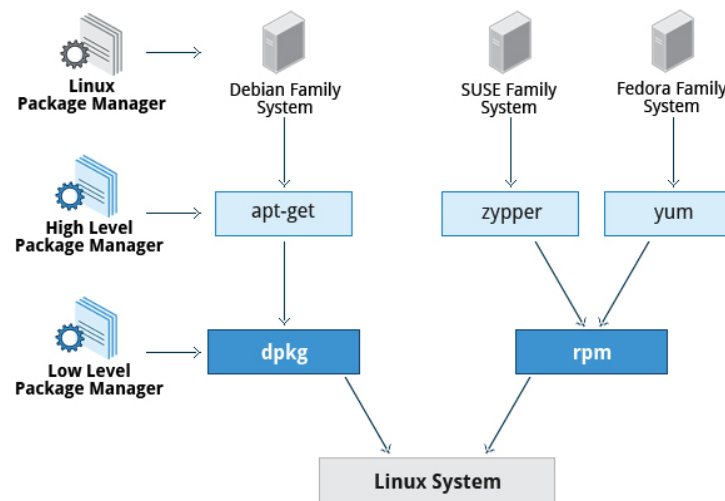 Linux
Package Manager
Debian Family
System
SUSE Family
System
Fedora Family
System
High Level
Package Manager
apt-get
zypper
yum
Low Level
Package Manager
dpkg
rpm
Linux System